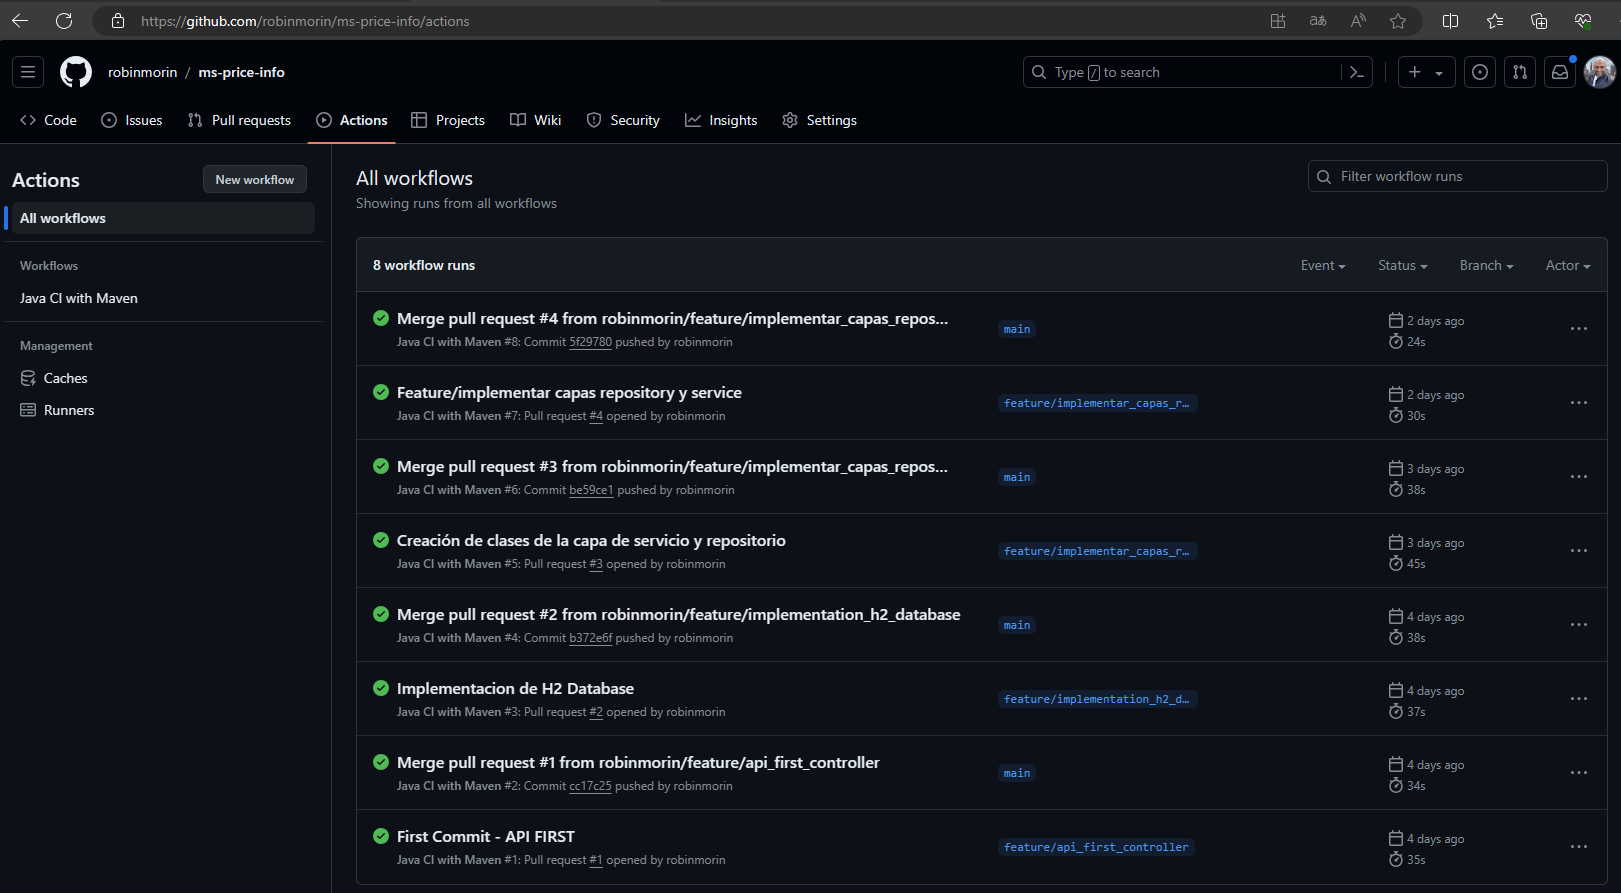 https://github.com/robinmorin/ms-price-info/actions
robinmorin / ms-price-info
Type / to search
Code Issues Pull requests Actions Projects Wiki Security Insights Settings
Actions
New workflow
All workflows
Workflows
Java CI with Maven
Management
Caches
Runners
All workflows
Showing runs from all workflows
Filter workflow runs
8 workflow runs
Event Status Branch Actor
Merge pull request #4 from robinmorin/feature/implementar_capas_repos...
Java CI with Maven #8: Commit 5f29780 pushed by robinmorin
main
2 days ago
24s
Feature/implementar capas repository y service
Java CI with Maven #7: Pull request #4 opened by robinmorin
feature/implementar_capas_r…
2 days ago
30s
Merge pull request #3 from robinmorin/feature/implementar_capas_repos...
Java CI with Maven #6: Commit be59ce1 pushed by robinmorin
main
3 days ago
38s
Creación de clases de la capa de servicio y repositorio
Java CI with Maven #5: Pull request #3 opened by robinmorin
feature/implementar_capas_r…
3 days ago
45s
Merge pull request #2 from robinmorin/feature/implementation_h2_database
Java CI with Maven #4: Commit b372e6f pushed by robinmorin
main
4 days ago
38s
Implementacion de H2 Database
Java CI with Maven #3: Pull request #2 opened by robinmorin
feature/implementation_h2_d…
4 days ago
37s
Merge pull request #1 from robinmorin/feature/api_first_controller
Java CI with Maven #2: Commit cc17c25 pushed by robinmorin
main
4 days ago
34s
First Commit - API FIRST
Java CI with Maven #1: Pull request #1 opened by robinmorin
feature/api_first_controller
4 days ago
35s